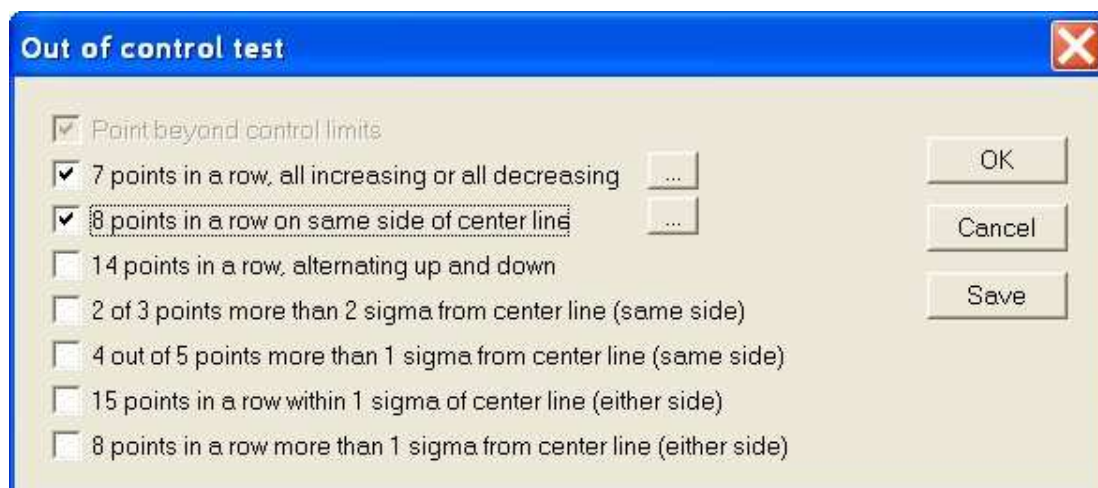 Out of control test
Point beyond control limits
7 points in a row, all increasing or all decreasing ...
8 points in a row on same side of center line ...
14 points in a row, alternating up and down
2 of 3 points more than 2 sigma from center line (same side)
4 out of 5 points more than 1 sigma from center line (same side)
15 points in a row within 1 sigma of center line (either side)
8 points in a row more than 1 sigma from center line (either side)
OK
Cancel
Save